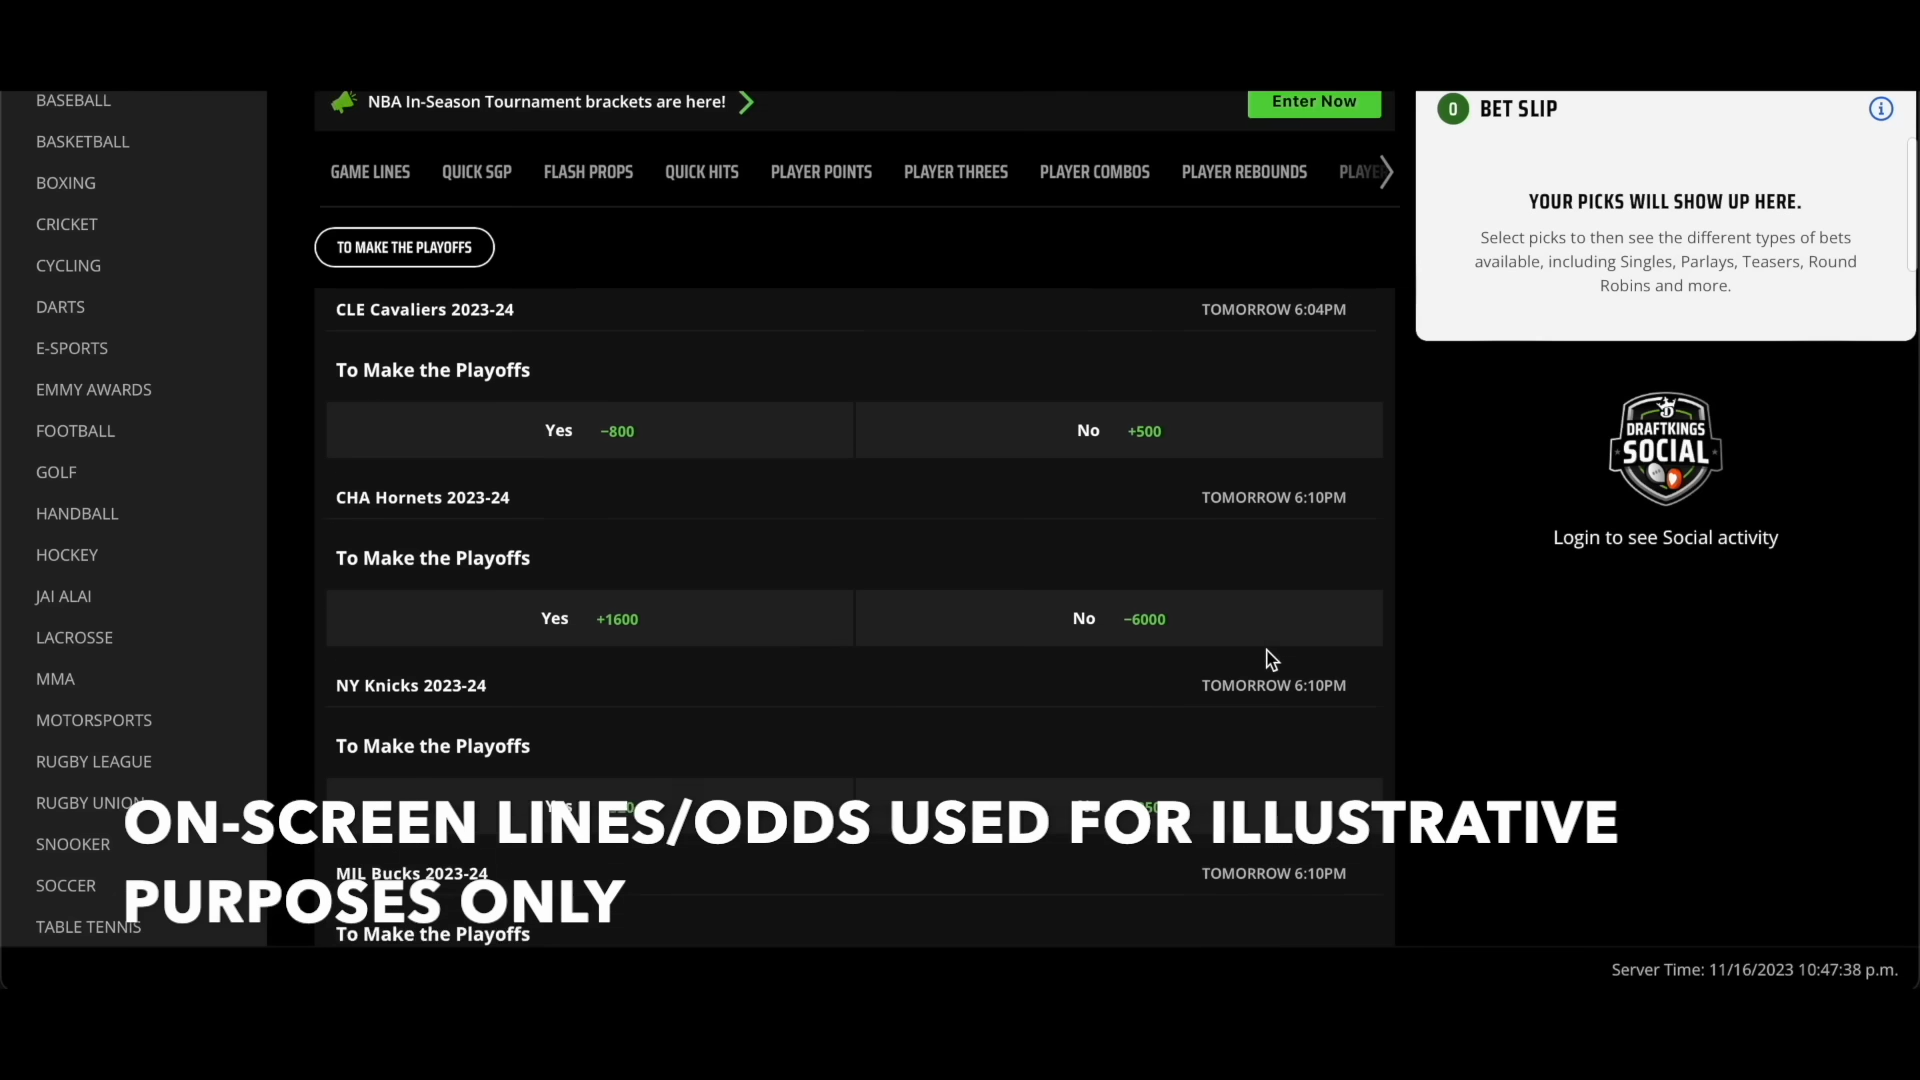 BASEBALL
BASKETBALL
BOXING
CRICKET
CYCLING
DARTS
E-SPORTS
EMMY AWARDS
FOOTBALL
GOLF
HANDBALL
HOCKEY
JAI ALAI
LACROSSE
MMA
MOTORSPORTS
RUGBY LEAGUE
RUGBY UNION
SNOOKER
SOCCER
TABLE TENNIS
NBA In-Season Tournament brackets are here!
Enter Now
GAME LINES QUICK SGP FLASH PROPS QUICK HITS PLAYER POINTS PLAYER THREES PLAYER COMBOS PLAYER REBOUNDS
TO MAKE THE PLAYOFFS
CLE Cavaliers 2023-24 TOMORROW 6:04PM
To Make the Playoffs
Yes −800 No +500
CHA Hornets 2023-24 TOMORROW 6:10PM
To Make the Playoffs
Yes +1600 No −6000
NY Knicks 2023-24 TOMORROW 6:10PM
To Make the Playoffs
MIL Bucks 2023-24 TOMORROW 6:10PM
To Make the Playoffs
ON-SCREEN LINES/ODDS USED FOR ILLUSTRATIVE
PURPOSES ONLY
0 BET SLIP
YOUR PICKS WILL SHOW UP HERE.
Select picks to then see the different types of bets
available, including Singles, Parlays, Teasers, Round
Robins and more.
DRAFTKINGS
SOCIAL
Login to see Social activity
Server Time: 11/16/2023 10:47:38 p.m.